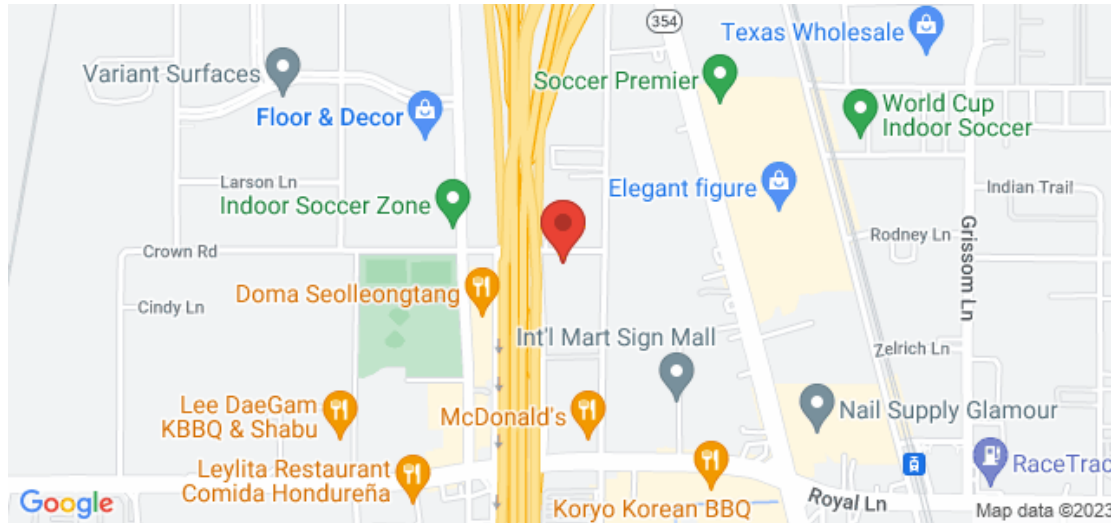 354
Texas Wholesale
Variant Surfaces
Soccer Premier
Floor & Decor
World Cup
Indoor Soccer
Larson Ln
Elegant figure
Indian Trail
Indoor Soccer Zone
Grissom Ln
Rodney Ln
Crown Rd
Doma Seolleongtang
Cindy Ln
Int'l Mart Sign Mall
Zelrich Ln
Lee DaeGam
KBBQ & Shabu
McDonald's
Nail Supply Glamour
Leylita Restaurant
Comida Hondureña
RaceTrac
Koryo Korean BBQ
Royal Ln
Google
Map data ©2023